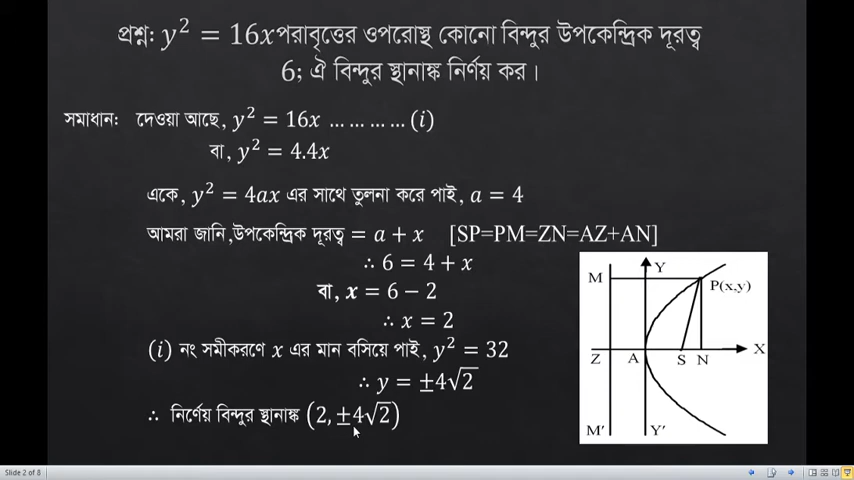 প্রশ্ন: y² = 16xপরাবৃত্তের ওপরোস্থ কোনো বিন্দুর উপকেন্দ্রিক দূরত্ব
6; ঐ বিন্দুর স্থানাঙ্ক নির্ণয় কর।
সমাধান: দেওয়া আছে, y² = 16x ... ... ... ... (i)
বা, y² = 4.4x
একে, y² = 4ax এর সাথে তুলনা করে পাই, a = 4
আমরা জানি,উপকেন্দ্রিক দূরত্ব = a + x [SP=PM=ZN=AZ+AN]
∴ 6 = 4 + x
বা, x = 6 − 2
∴ x = 2
(i) নং সমীকরণে x এর মান বসিয়ে পাই, y² = 32
∴ y = ±4√2
∴ নির্ণেয় বিন্দুর স্থানাঙ্ক (2, ±4√2)
Y
M
P(x,y)
Z A S N X
M′ Y′
Slide 2 of 8